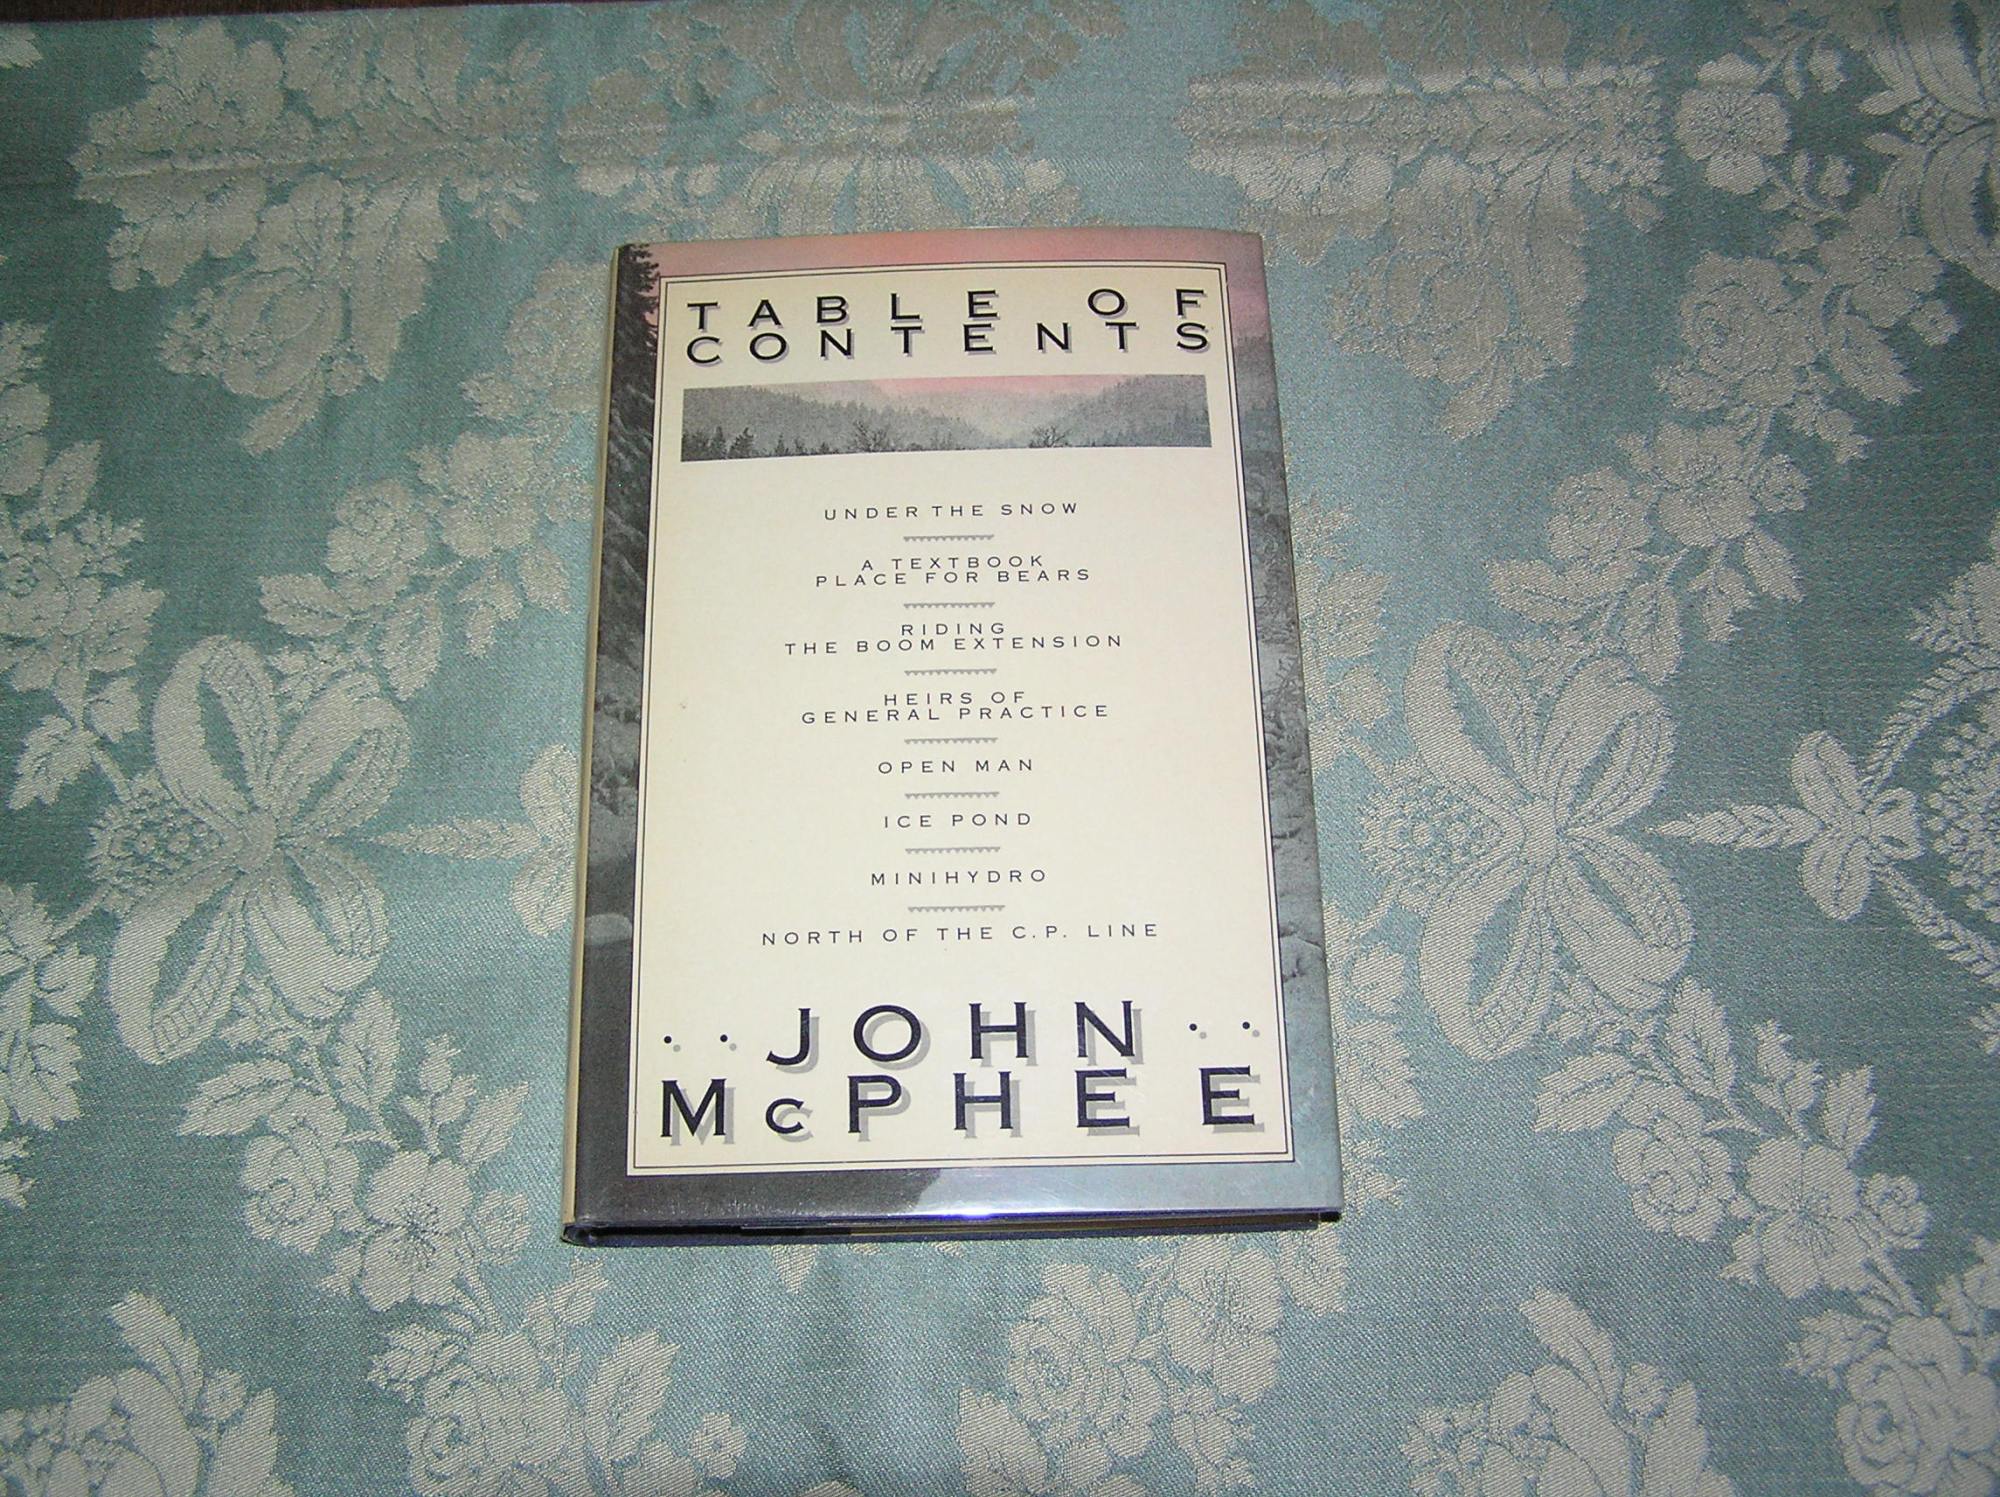 TABLE OF
CONTENTS
UNDER THE SNOW
A TEXTBOOK
PLACE FOR BEARS
RIDING
THE BOOM EXTENSION
HEIRS OF
GENERAL PRACTICE
OPEN MAN
ICE POND
MINIHYDRO
NORTH OF THE C.P. LINE
..JOHN..
McPHEE